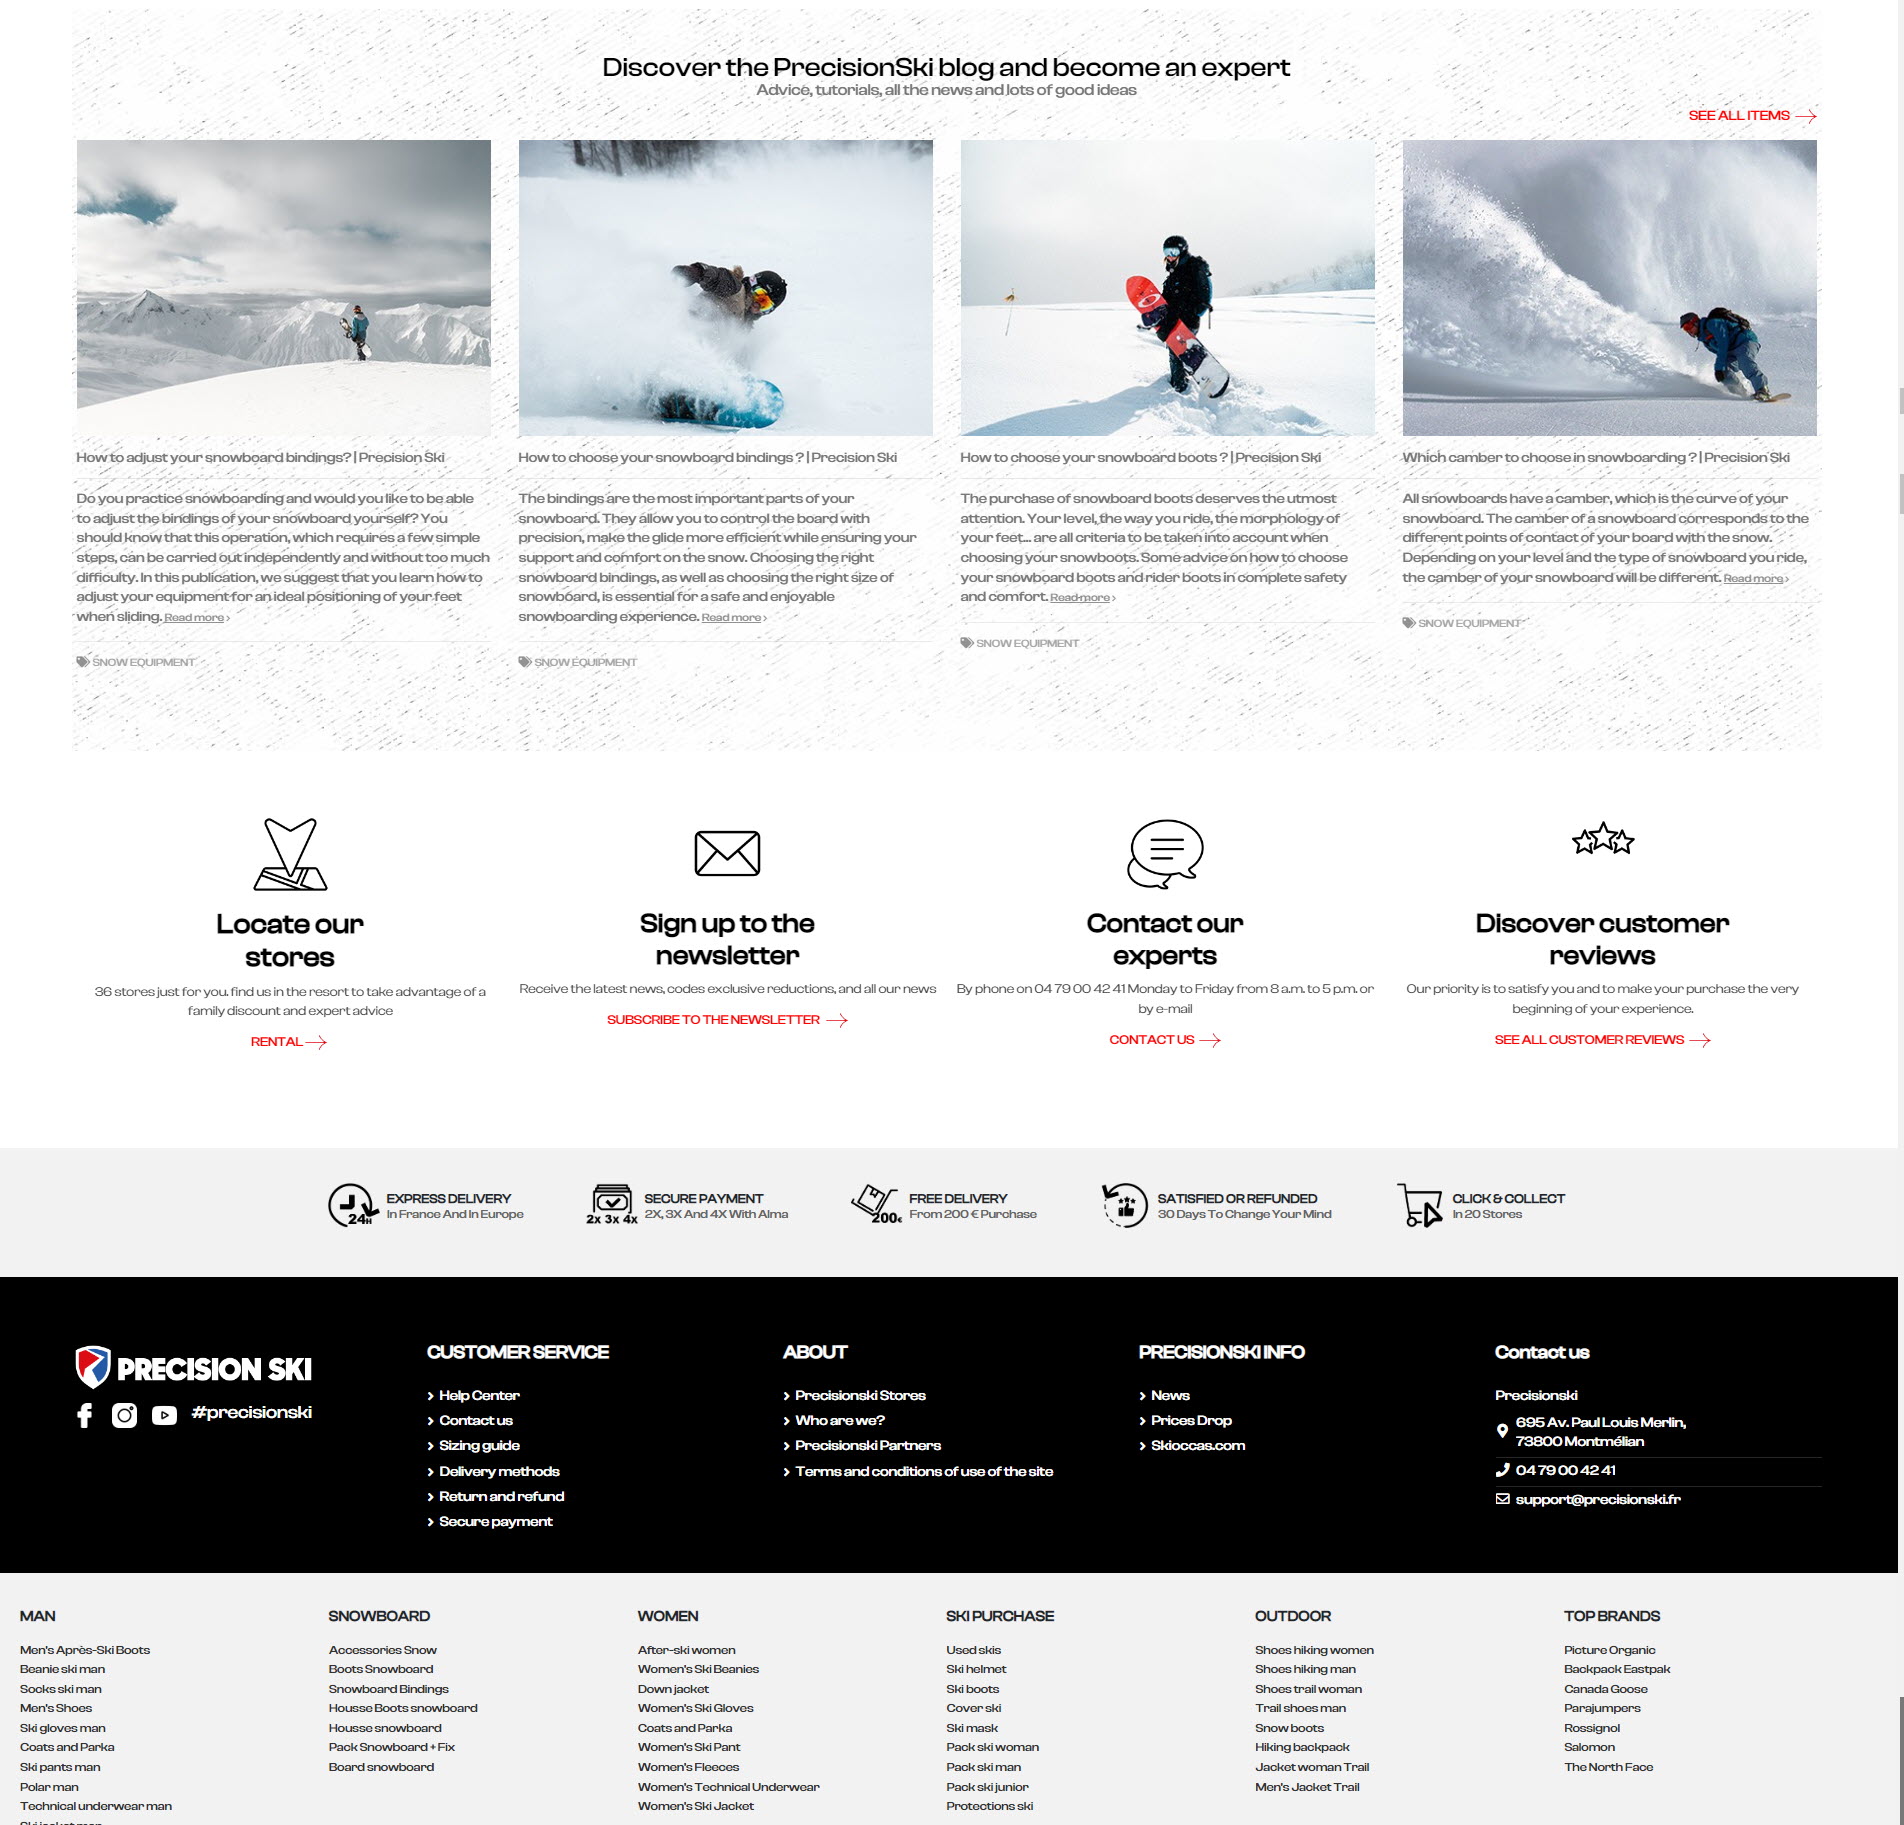 Discover the PrecisionSki blog and become an expert
Advice, tutorials, all the news and lots of good ideas
SEE ALL ITEMS
How to adjust your snowboard bindings? | Precision Ski
Do you practice snowboarding and would you like to be able
to adjust the bindings of your snowboard yourself? You
should know that this operation, which requires a few simple
steps, can be carried out independently and without too much
difficulty. In this publication, we suggest that you learn how to
adjust your equipment for an ideal positioning of your feet
when sliding. Read more ›
SNOW EQUIPMENT
How to choose your snowboard bindings ? | Precision Ski
The bindings are the most important parts of your
snowboard. They allow you to control the board with
precision, make the glide more efficient while ensuring your
support and comfort on the snow. Choosing the right
snowboard bindings, as well as choosing the right size of
snowboard, is essential for a safe and enjoyable
snowboarding experience. Read more ›
SNOW EQUIPMENT
How to choose your snowboard boots ? | Precision Ski
The purchase of snowboard boots deserves the utmost
attention. Your level, the way you ride, the morphology of
your feet... are all criteria to be taken into account when
choosing your snowboots. Some advice on how to choose
your snowboard boots and rider boots in complete safety
and comfort. Read more ›
SNOW EQUIPMENT
Which camber to choose in snowboarding ? | Precision Ski
All snowboards have a camber, which is the curve of your
snowboard. The camber of a snowboard corresponds to the
different points of contact of your board with the snow.
Depending on your level and the type of snowboard you ride,
the camber of your snowboard will be different. Read more ›
SNOW EQUIPMENT
Locate our
stores
36 stores just for you. find us in the resort to take advantage of a
family discount and expert advice
RENTAL
Sign up to the
newsletter
Receive the latest news, codes exclusive reductions, and all our news
SUBSCRIBE TO THE NEWSLETTER
Contact our
experts
By phone on 04 79 00 42 41 Monday to Friday from 8 a.m. to 5 p.m. or
by e-mail
CONTACT US
Discover customer
reviews
Our priority is to satisfy you and to make your purchase the very
beginning of your experience.
SEE ALL CUSTOMER REVIEWS
24H
EXPRESS DELIVERY
In France And In Europe
2x 3x 4x
SECURE PAYMENT
2X, 3X And 4X With Alma
200€
FREE DELIVERY
From 200 € Purchase
SATISFIED OR REFUNDED
30 Days To Change Your Mind
CLICK & COLLECT
In 20 Stores
PRECISION SKI
#precisionski
CUSTOMER SERVICE
Help Center
Contact us
Sizing guide
Delivery methods
Return and refund
Secure payment
ABOUT
Precisionski Stores
Who are we?
Precisionski Partners
Terms and conditions of use of the site
PRECISIONSKI INFO
News
Prices Drop
Skioccas.com
Contact us
Precisionski
695 Av. Paul Louis Merlin,
73800 Montmélian
04 79 00 42 41
support@precisionski.fr
MAN
Men's Après-Ski Boots
Beanie ski man
Socks ski man
Men's Shoes
Ski gloves man
Coats and Parka
Ski pants man
Polar man
Technical underwear man
SNOWBOARD
Accessories Snow
Boots Snowboard
Snowboard Bindings
Housse Boots snowboard
Housse snowboard
Pack Snowboard + Fix
Board snowboard
WOMEN
After-ski women
Women's Ski Beanies
Down jacket
Women's Ski Gloves
Coats and Parka
Women's Ski Pant
Women's Fleeces
Women's Technical Underwear
Women's Ski Jacket
SKI PURCHASE
Used skis
Ski helmet
Ski boots
Cover ski
Ski mask
Pack ski woman
Pack ski man
Pack ski junior
Protections ski
OUTDOOR
Shoes hiking women
Shoes hiking man
Shoes trail woman
Trail shoes man
Snow boots
Hiking backpack
Jacket woman Trail
Men's Jacket Trail
TOP BRANDS
Picture Organic
Backpack Eastpak
Canada Goose
Parajumpers
Rossignol
Salomon
The North Face